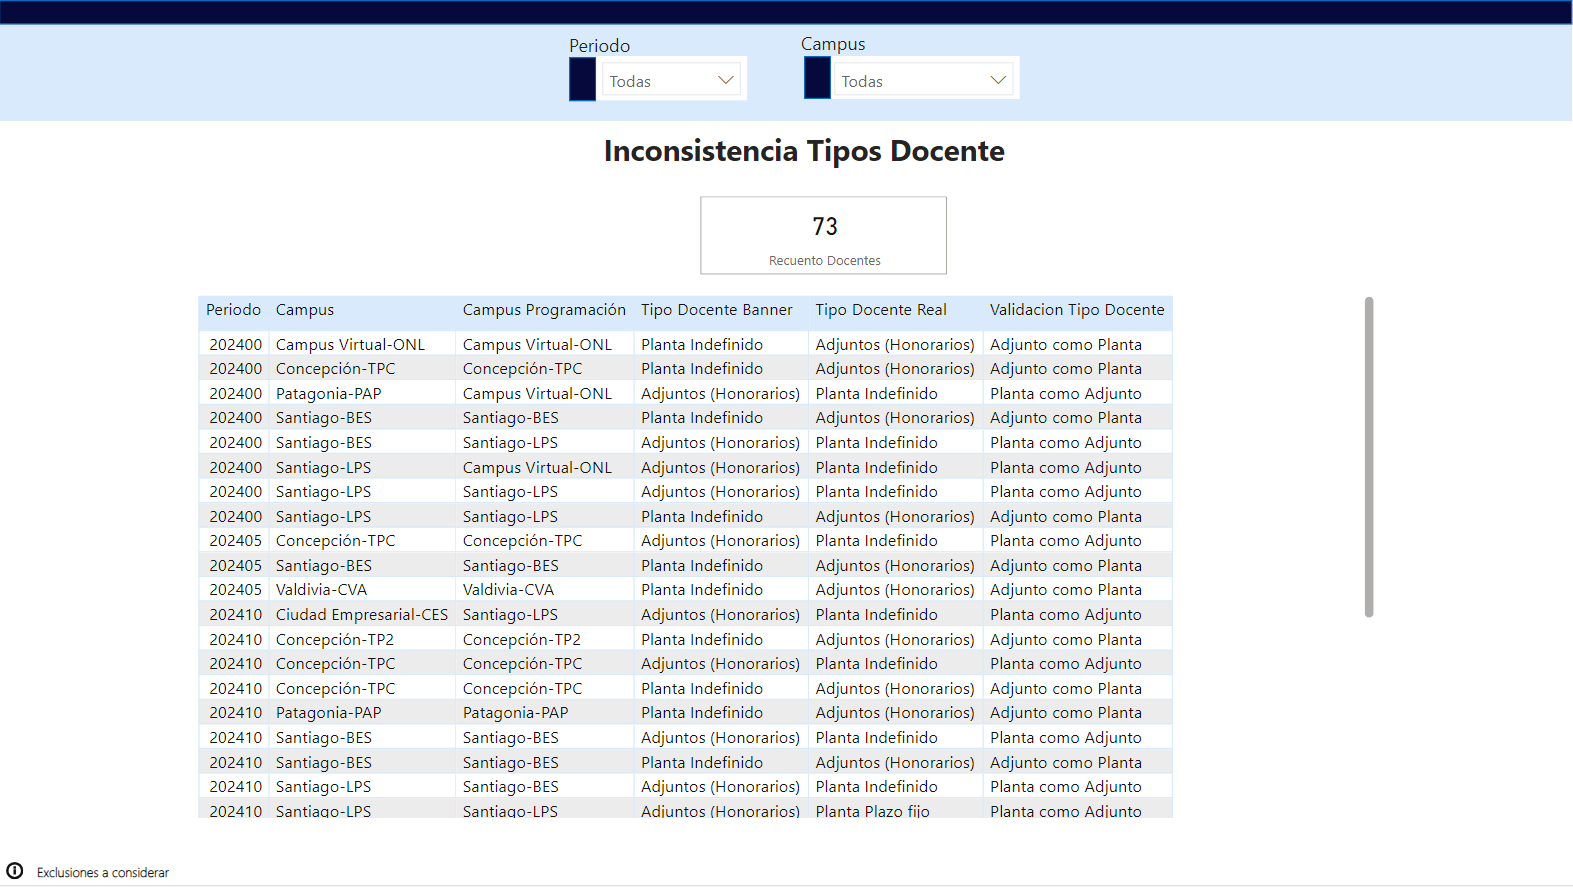 Periodo Campus
Todas Todas
Inconsistencia Tipos Docente
73
Recuento Docentes
Periodo Campus Campus Programación Tipo Docente Banner Tipo Docente Real Validacion Tipo Docente
202400 Campus Virtual-ONL Campus Virtual-ONL Planta Indefinido Adjuntos (Honorarios) Adjunto como Planta
202400 Concepción-TPC Concepción-TPC Planta Indefinido Adjuntos (Honorarios) Adjunto como Planta
202400 Patagonia-PAP Campus Virtual-ONL Adjuntos (Honorarios) Planta Indefinido Planta como Adjunto
202400 Santiago-BES Santiago-BES Planta Indefinido Adjuntos (Honorarios) Adjunto como Planta
202400 Santiago-BES Santiago-LPS Adjuntos (Honorarios) Planta Indefinido Planta como Adjunto
202400 Santiago-LPS Campus Virtual-ONL Adjuntos (Honorarios) Planta Indefinido Planta como Adjunto
202400 Santiago-LPS Santiago-LPS Adjuntos (Honorarios) Planta Indefinido Planta como Adjunto
202400 Santiago-LPS Santiago-LPS Planta Indefinido Adjuntos (Honorarios) Adjunto como Planta
202405 Concepción-TPC Concepción-TPC Adjuntos (Honorarios) Planta Indefinido Planta como Adjunto
202405 Santiago-BES Santiago-BES Planta Indefinido Adjuntos (Honorarios) Adjunto como Planta
202405 Valdivia-CVA Valdivia-CVA Planta Indefinido Adjuntos (Honorarios) Adjunto como Planta
202410 Ciudad Empresarial-CES Santiago-LPS Adjuntos (Honorarios) Planta Indefinido Planta como Adjunto
202410 Concepción-TP2 Concepción-TP2 Planta Indefinido Adjuntos (Honorarios) Adjunto como Planta
202410 Concepción-TPC Concepción-TPC Adjuntos (Honorarios) Planta Indefinido Planta como Adjunto
202410 Concepción-TPC Concepción-TPC Planta Indefinido Adjuntos (Honorarios) Adjunto como Planta
202410 Patagonia-PAP Patagonia-PAP Planta Indefinido Adjuntos (Honorarios) Adjunto como Planta
202410 Santiago-BES Santiago-BES Adjuntos (Honorarios) Planta Indefinido Planta como Adjunto
202410 Santiago-BES Santiago-BES Planta Indefinido Adjuntos (Honorarios) Adjunto como Planta
202410 Santiago-LPS Santiago-BES Adjuntos (Honorarios) Planta Indefinido Planta como Adjunto
202410 Santiago-LPS Santiago-LPS Adjuntos (Honorarios) Planta Plazo fijo Planta como Adjunto
Exclusiones a considerar